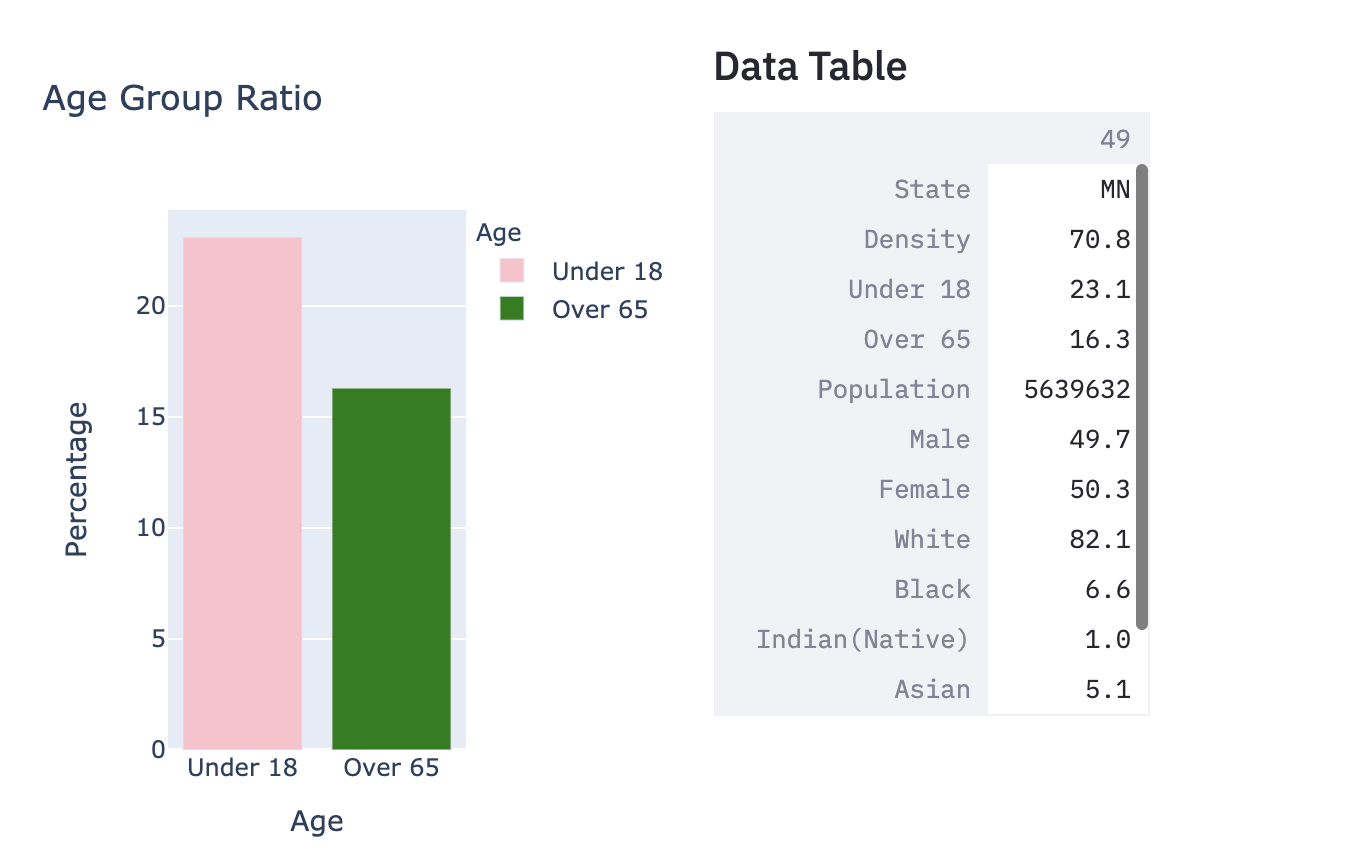 Age Group Ratio
20
15
10
5
0
Percentage
Under 18
Over 65
Age
Age
Under 18
Over 65
Data Table
49
State MN
Density 70.8
Under 18 23.1
Over 65 16.3
Population 5639632
Male 49.7
Female 50.3
White 82.1
Black 6.6
Indian(Native) 1.0
Asian 5.1